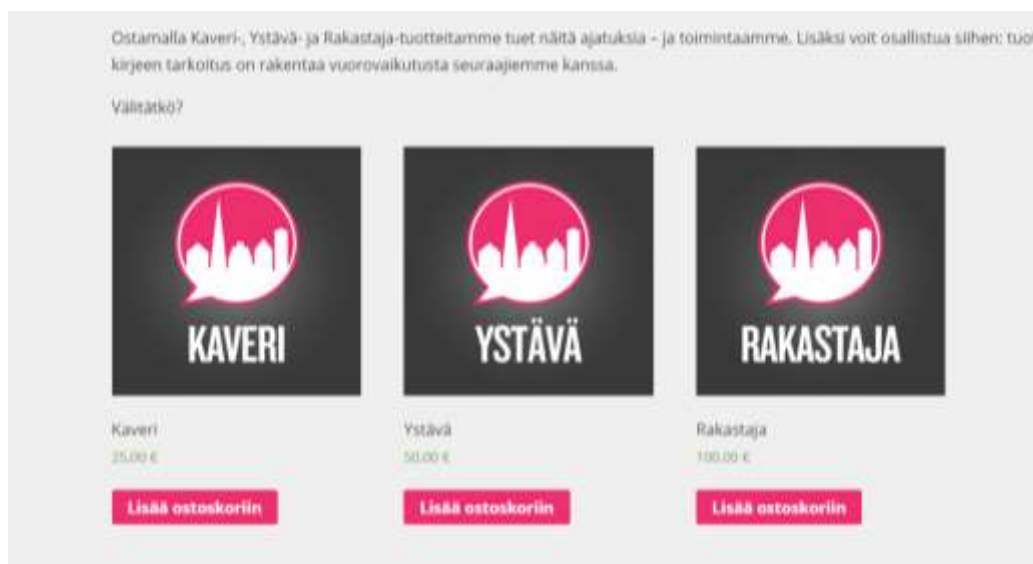 Ostamalla Kaveri-, Ystävä- ja Rakastaja-tuotteitamme tuet näitä ajatuksia – ja toimintaamme. Lisäksi voit osallistua siihen: tuot
kirjeen tarkoitus on rakentaa vuorovaikutusta seuraajiemme kanssa.
Välitätkö?
KAVERI YSTÄVÄ RAKASTAJA
Kaveri Ystävä Rakastaja
25.00 € 50.00 € 100.00 €
Lisää ostoskoriin Lisää ostoskoriin Lisää ostoskoriin